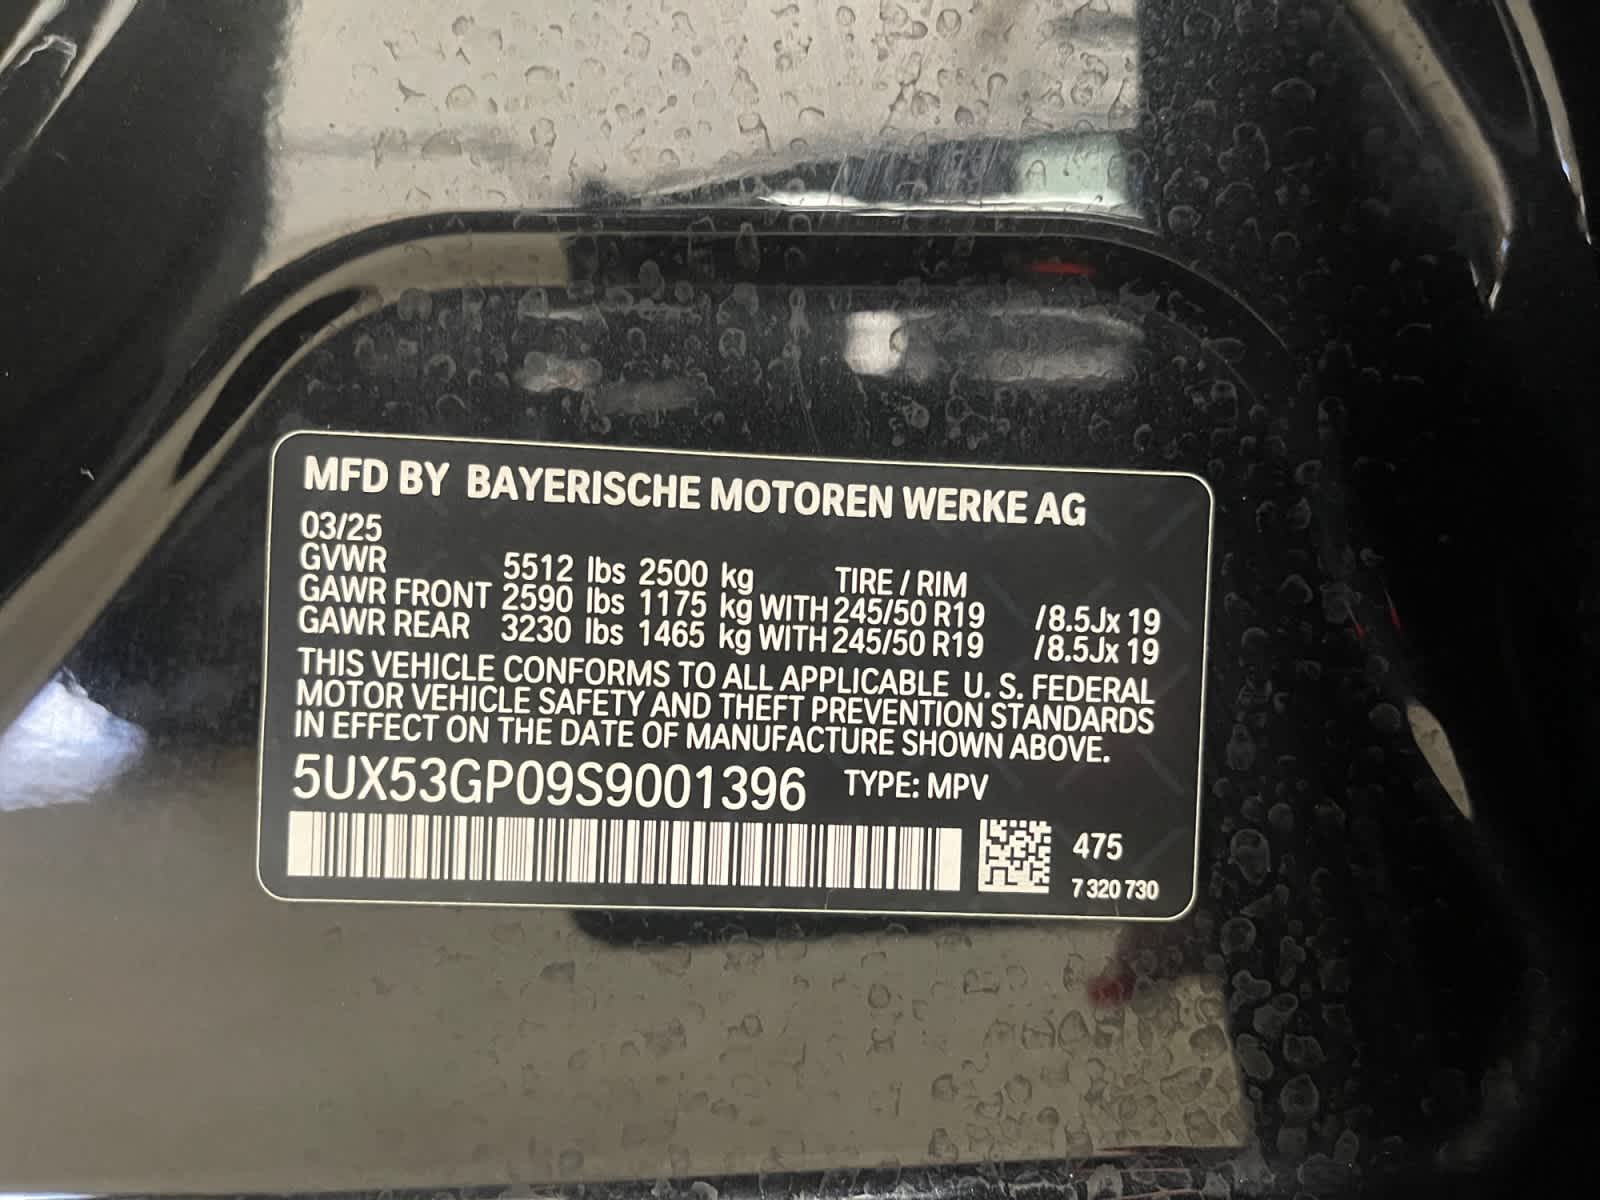 MFD BY BAYERISCHE MOTOREN WERKE AG
03/25
GVWR 5512 lbs 2500 kg TIRE / RIM
GAWR FRONT 2590 lbs 1175 kg WITH 245/50 R19 /8.5Jx 19
GAWR REAR 3230 lbs 1465 kg WITH 245/50 R19 /8.5Jx 19
THIS VEHICLE CONFORMS TO ALL APPLICABLE U. S. FEDERAL
MOTOR VEHICLE SAFETY AND THEFT PREVENTION STANDARDS
IN EFFECT ON THE DATE OF MANUFACTURE SHOWN ABOVE.
5UX53GP09S9001396 TYPE: MPV
475
7 320 730